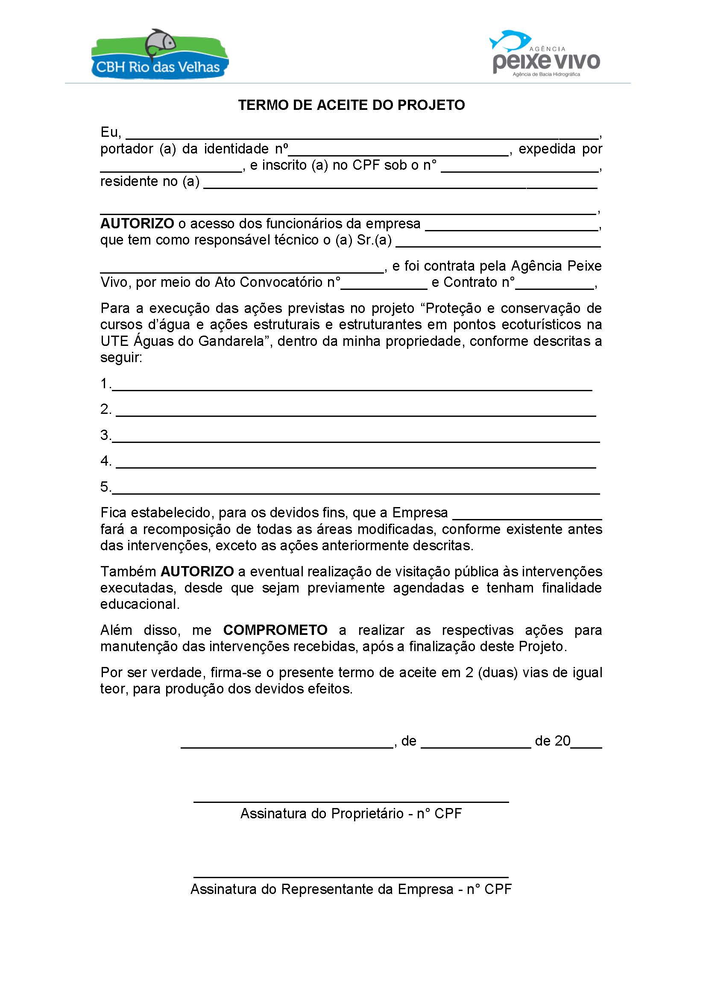 CBH Rio das Velhas
AGÊNCIA
peixe vivo
Agência de Bacia Hidrográfica
TERMO DE ACEITE DO PROJETO
Eu, ____________________________________________________________,
portador (a) da identidade nº____________________________, expedida por
__________________, e inscrito (a) no CPF sob o n° ____________________,
residente no (a) __________________________________________________
_______________________________________________________________,
AUTORIZO o acesso dos funcionários da empresa ______________________,
que tem como responsável técnico o (a) Sr.(a) __________________________
____________________________________, e foi contrata pela Agência Peixe
Vivo, por meio do Ato Convocatório n°___________ e Contrato n°__________,
Para a execução das ações previstas no projeto “Proteção e conservação de
cursos d’água e ações estruturais e estruturantes em pontos ecoturísticos na
UTE Águas do Gandarela”, dentro da minha propriedade, conforme descritas a
seguir:
1._____________________________________________________________
2. _____________________________________________________________
3.______________________________________________________________
4. _____________________________________________________________
5.______________________________________________________________
Fica estabelecido, para os devidos fins, que a Empresa ___________________
fará a recomposição de todas as áreas modificadas, conforme existente antes
das intervenções, exceto as ações anteriormente descritas.
Também AUTORIZO a eventual realização de visitação pública às intervenções
executadas, desde que sejam previamente agendadas e tenham finalidade
educacional.
Além disso, me COMPROMETO a realizar as respectivas ações para
manutenção das intervenções recebidas, após a finalização deste Projeto.
Por ser verdade, firma-se o presente termo de aceite em 2 (duas) vias de igual
teor, para produção dos devidos efeitos.
___________________________, de ______________ de 20____
________________________________________
Assinatura do Proprietário - n° CPF
________________________________________
Assinatura do Representante da Empresa - n° CPF